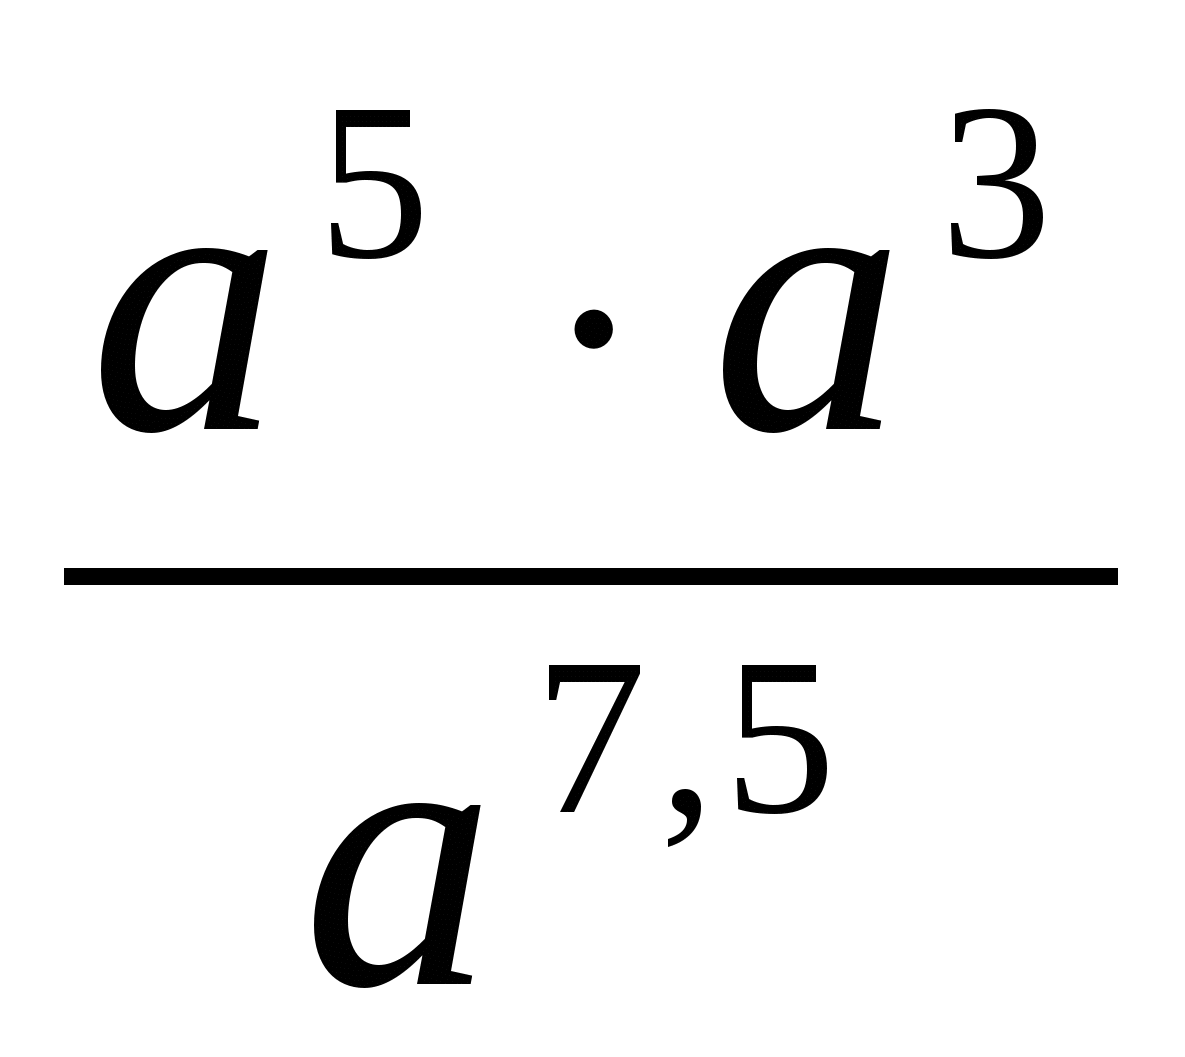 a⁵ · a³
a⁷,⁵